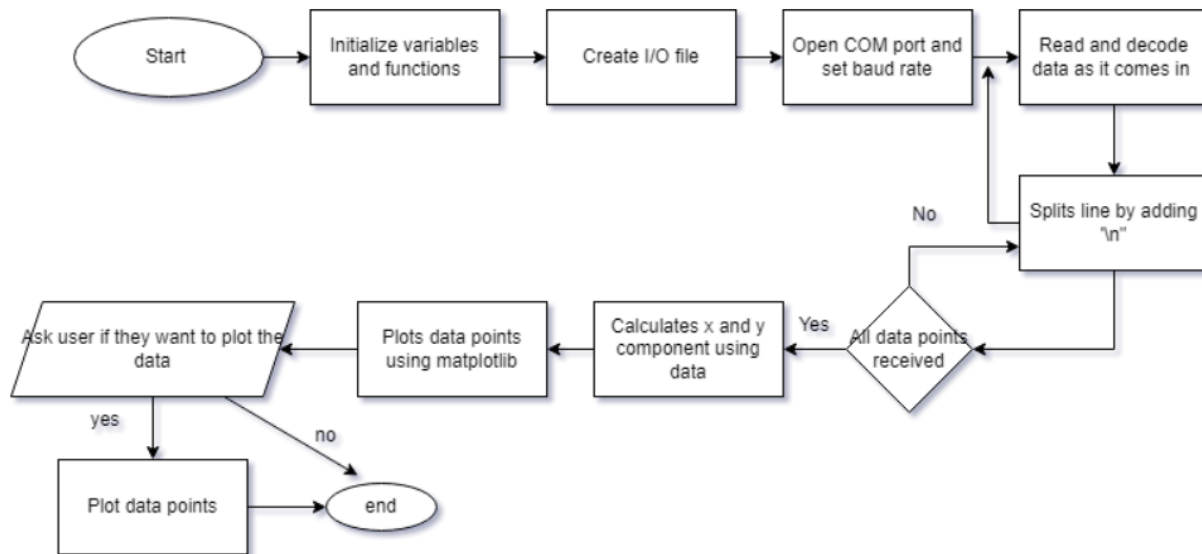 Start
Initialize variables
and functions
Create I/O file
Open COM port and
set baud rate
Read and decode
data as it comes in
Splits line by adding
"\n"
No
All data points
received
Yes
Calculates x and y
component using
data
Plots data points
using matplotlib
Ask user if they want to plot the
data
yes
no
Plot data points
end